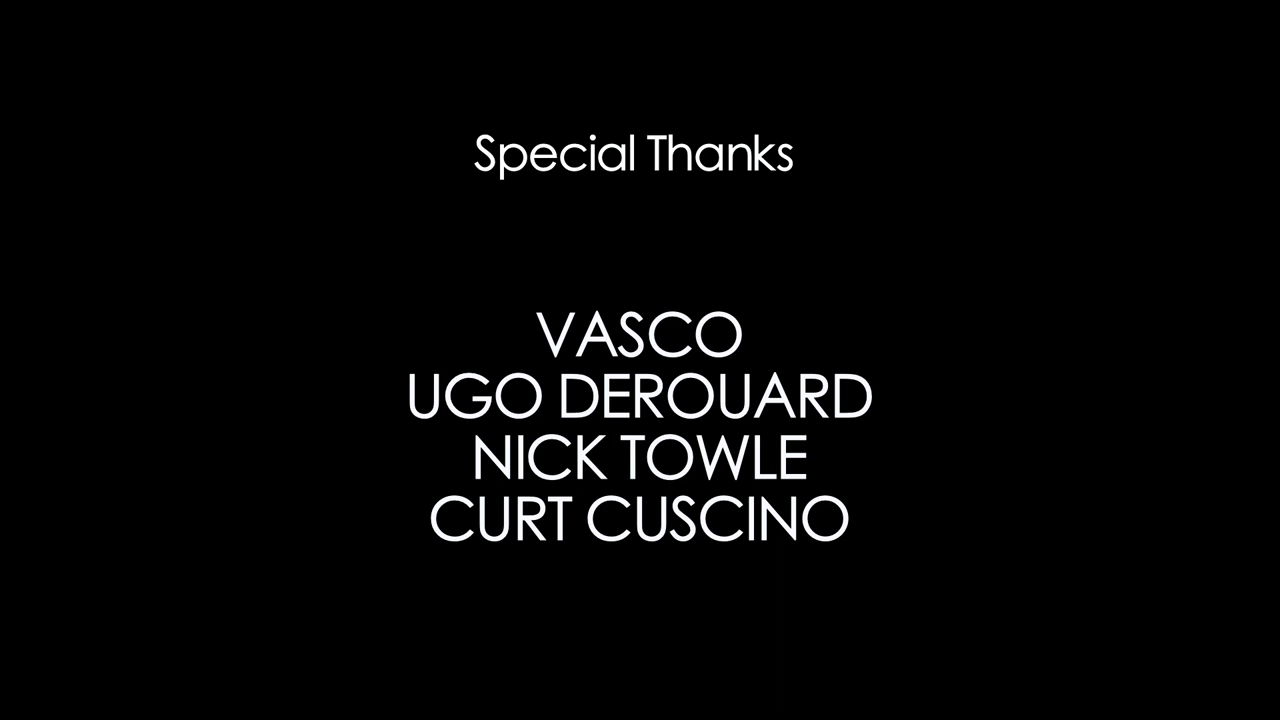 Special Thanks
VASCO
UGO DEROUARD
NICK TOWLE
CURT CUSCINO